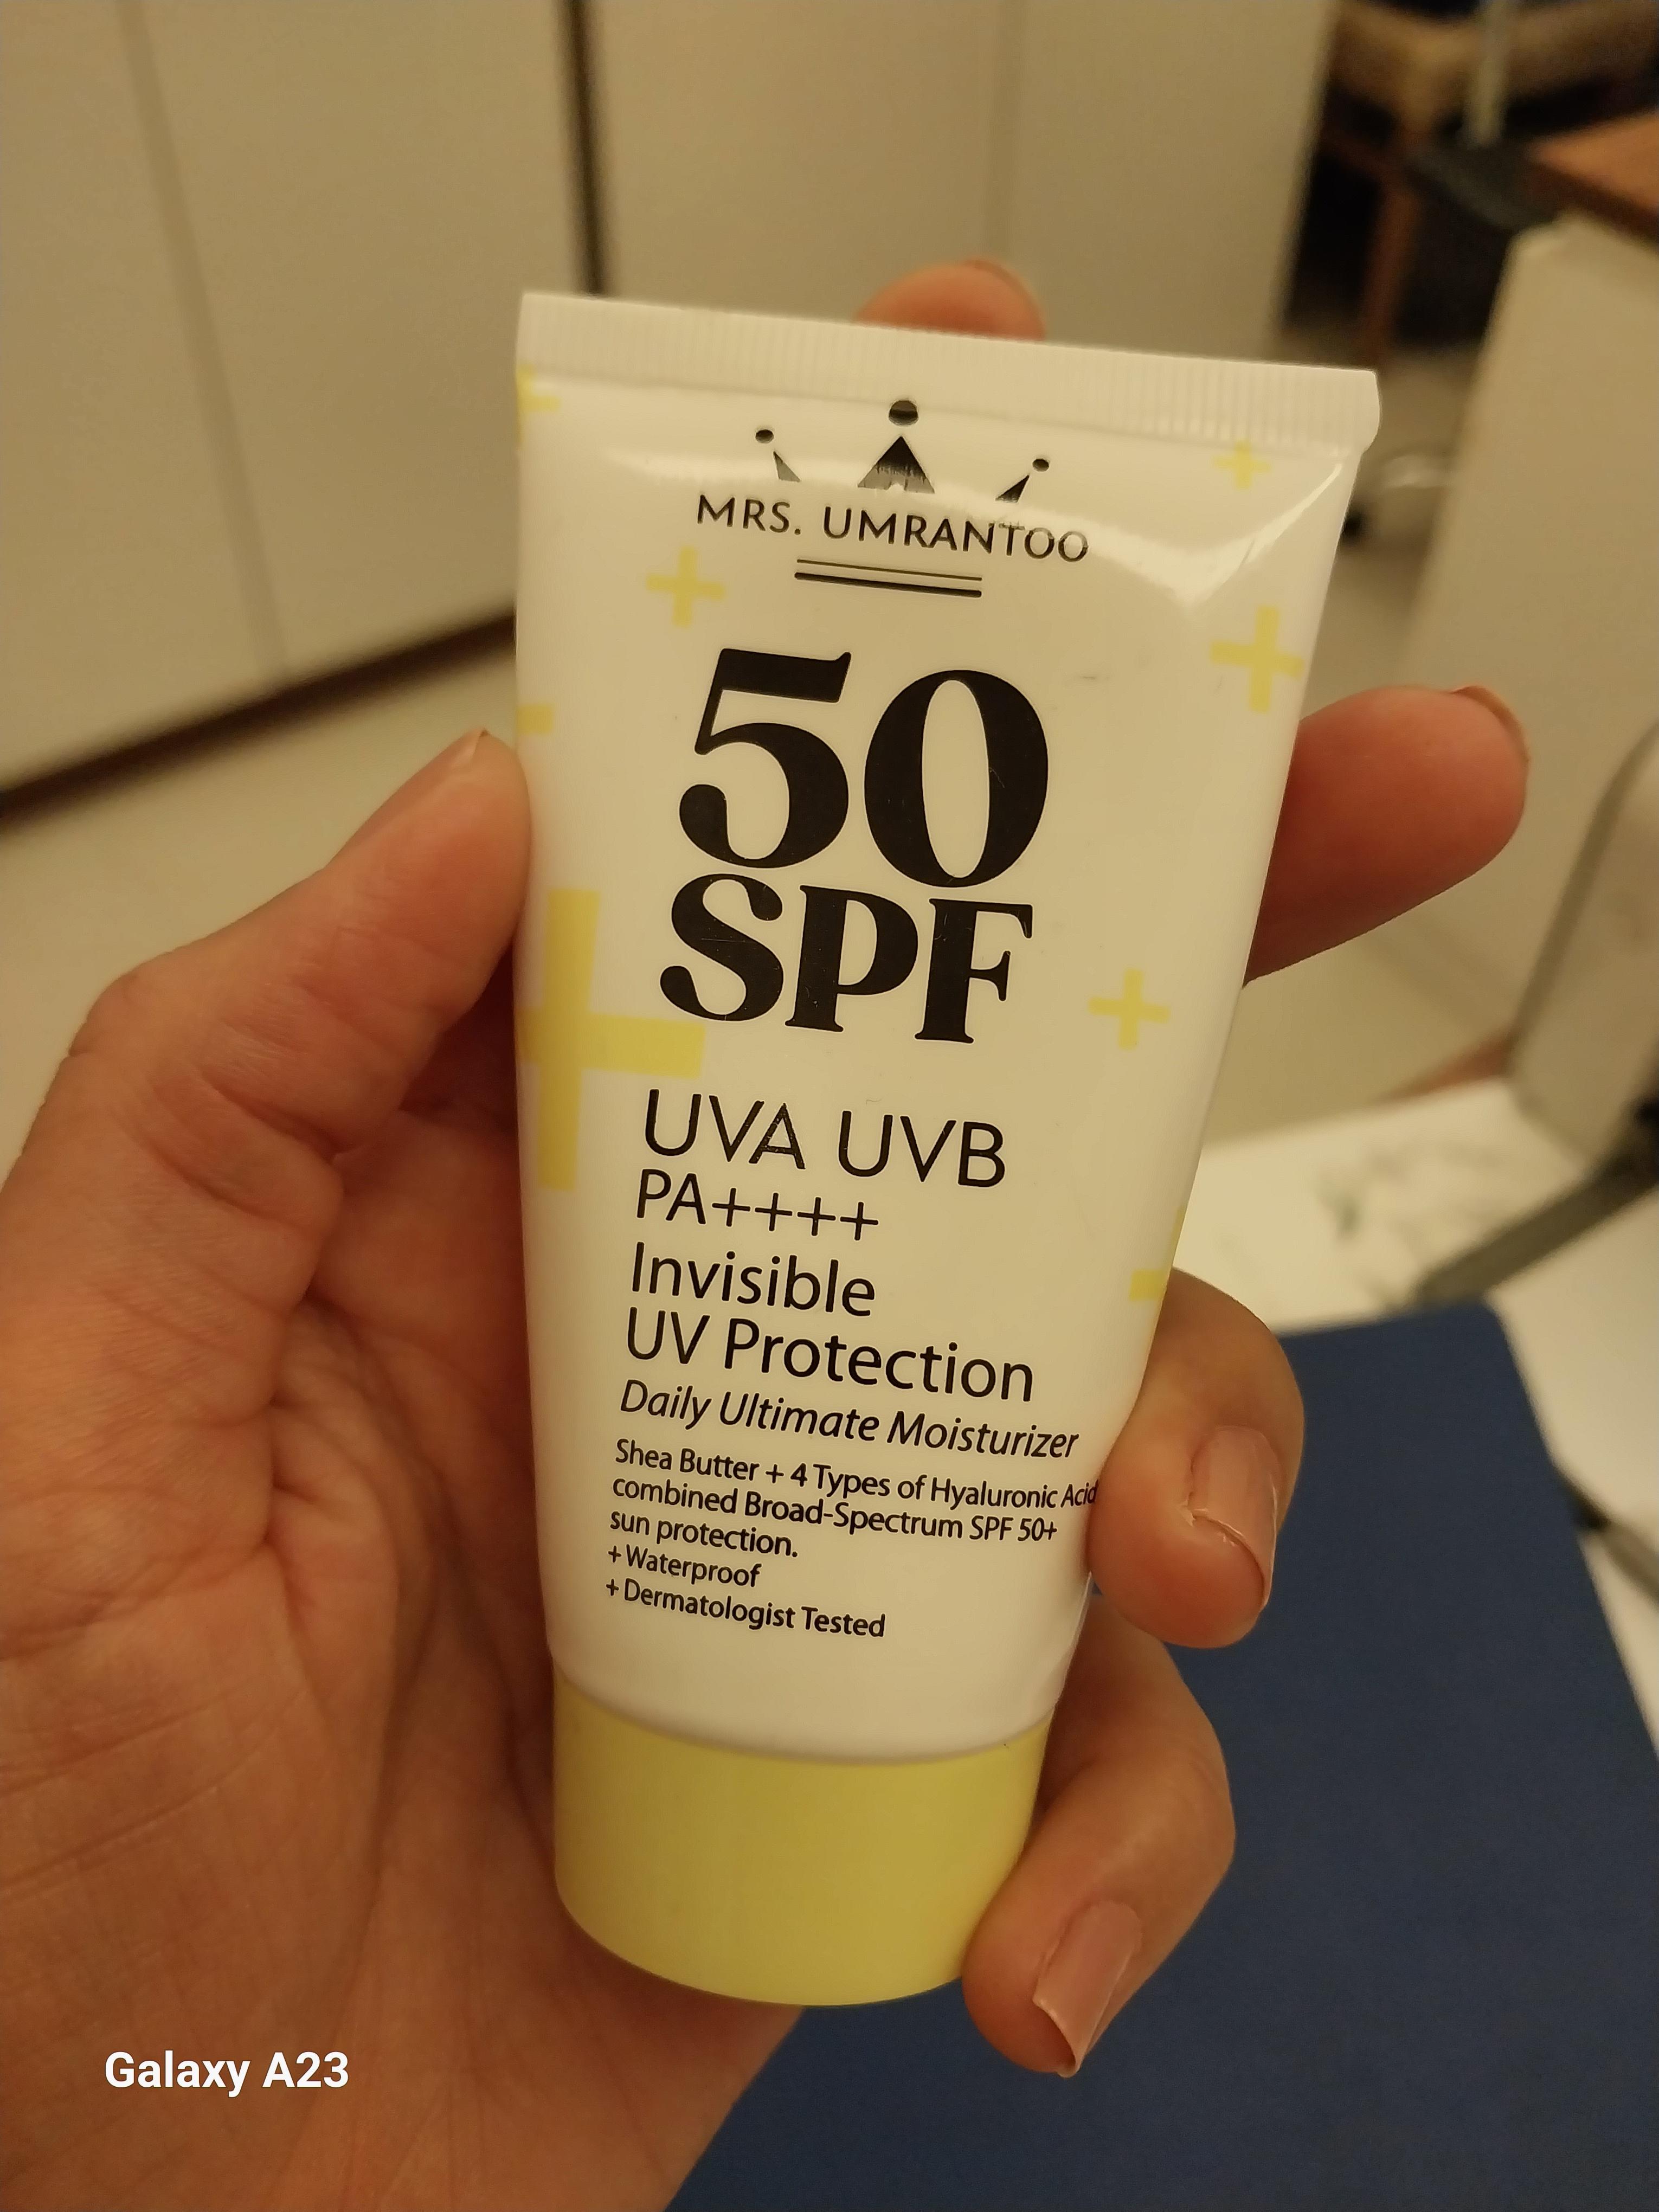 MRS. UMRANTOO
50
SPF
UVA UVB
PA++++
Invisible
UV Protection
Daily Ultimate Moisturizer
Shea Butter + 4 Types of Hyaluronic Acid
combined Broad-Spectrum SPF 50+
sun protection.
+ Waterproof
+ Dermatologist Tested
Galaxy A23